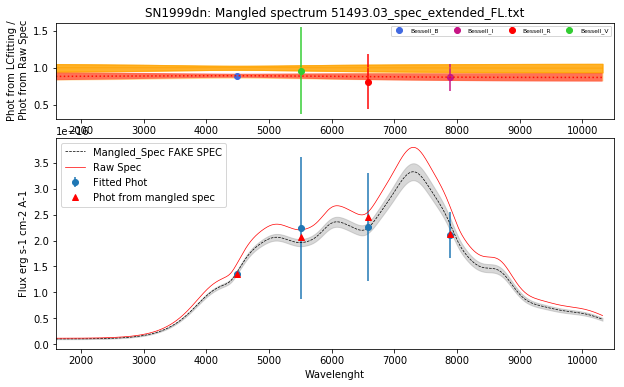 SN1999dn: Mangled spectrum 51493.03_spec_extended_FL.txt
Phot from LCfitting /
Phot from Raw Spec
1.5
1.0
0.5
Bessell_B
Bessell_I
Bessell_R
Bessell_V
2000 3000 4000 5000 6000 7000 8000 9000 10000
1e−16
Flux erg s-1 cm-2 A-1
3.5
3.0
2.5
2.0
1.5
1.0
0.5
0.0
Mangled_Spec FAKE SPEC
Raw Spec
Fitted Phot
Phot from mangled spec
2000 3000 4000 5000 6000 7000 8000 9000 10000
Wavelenght